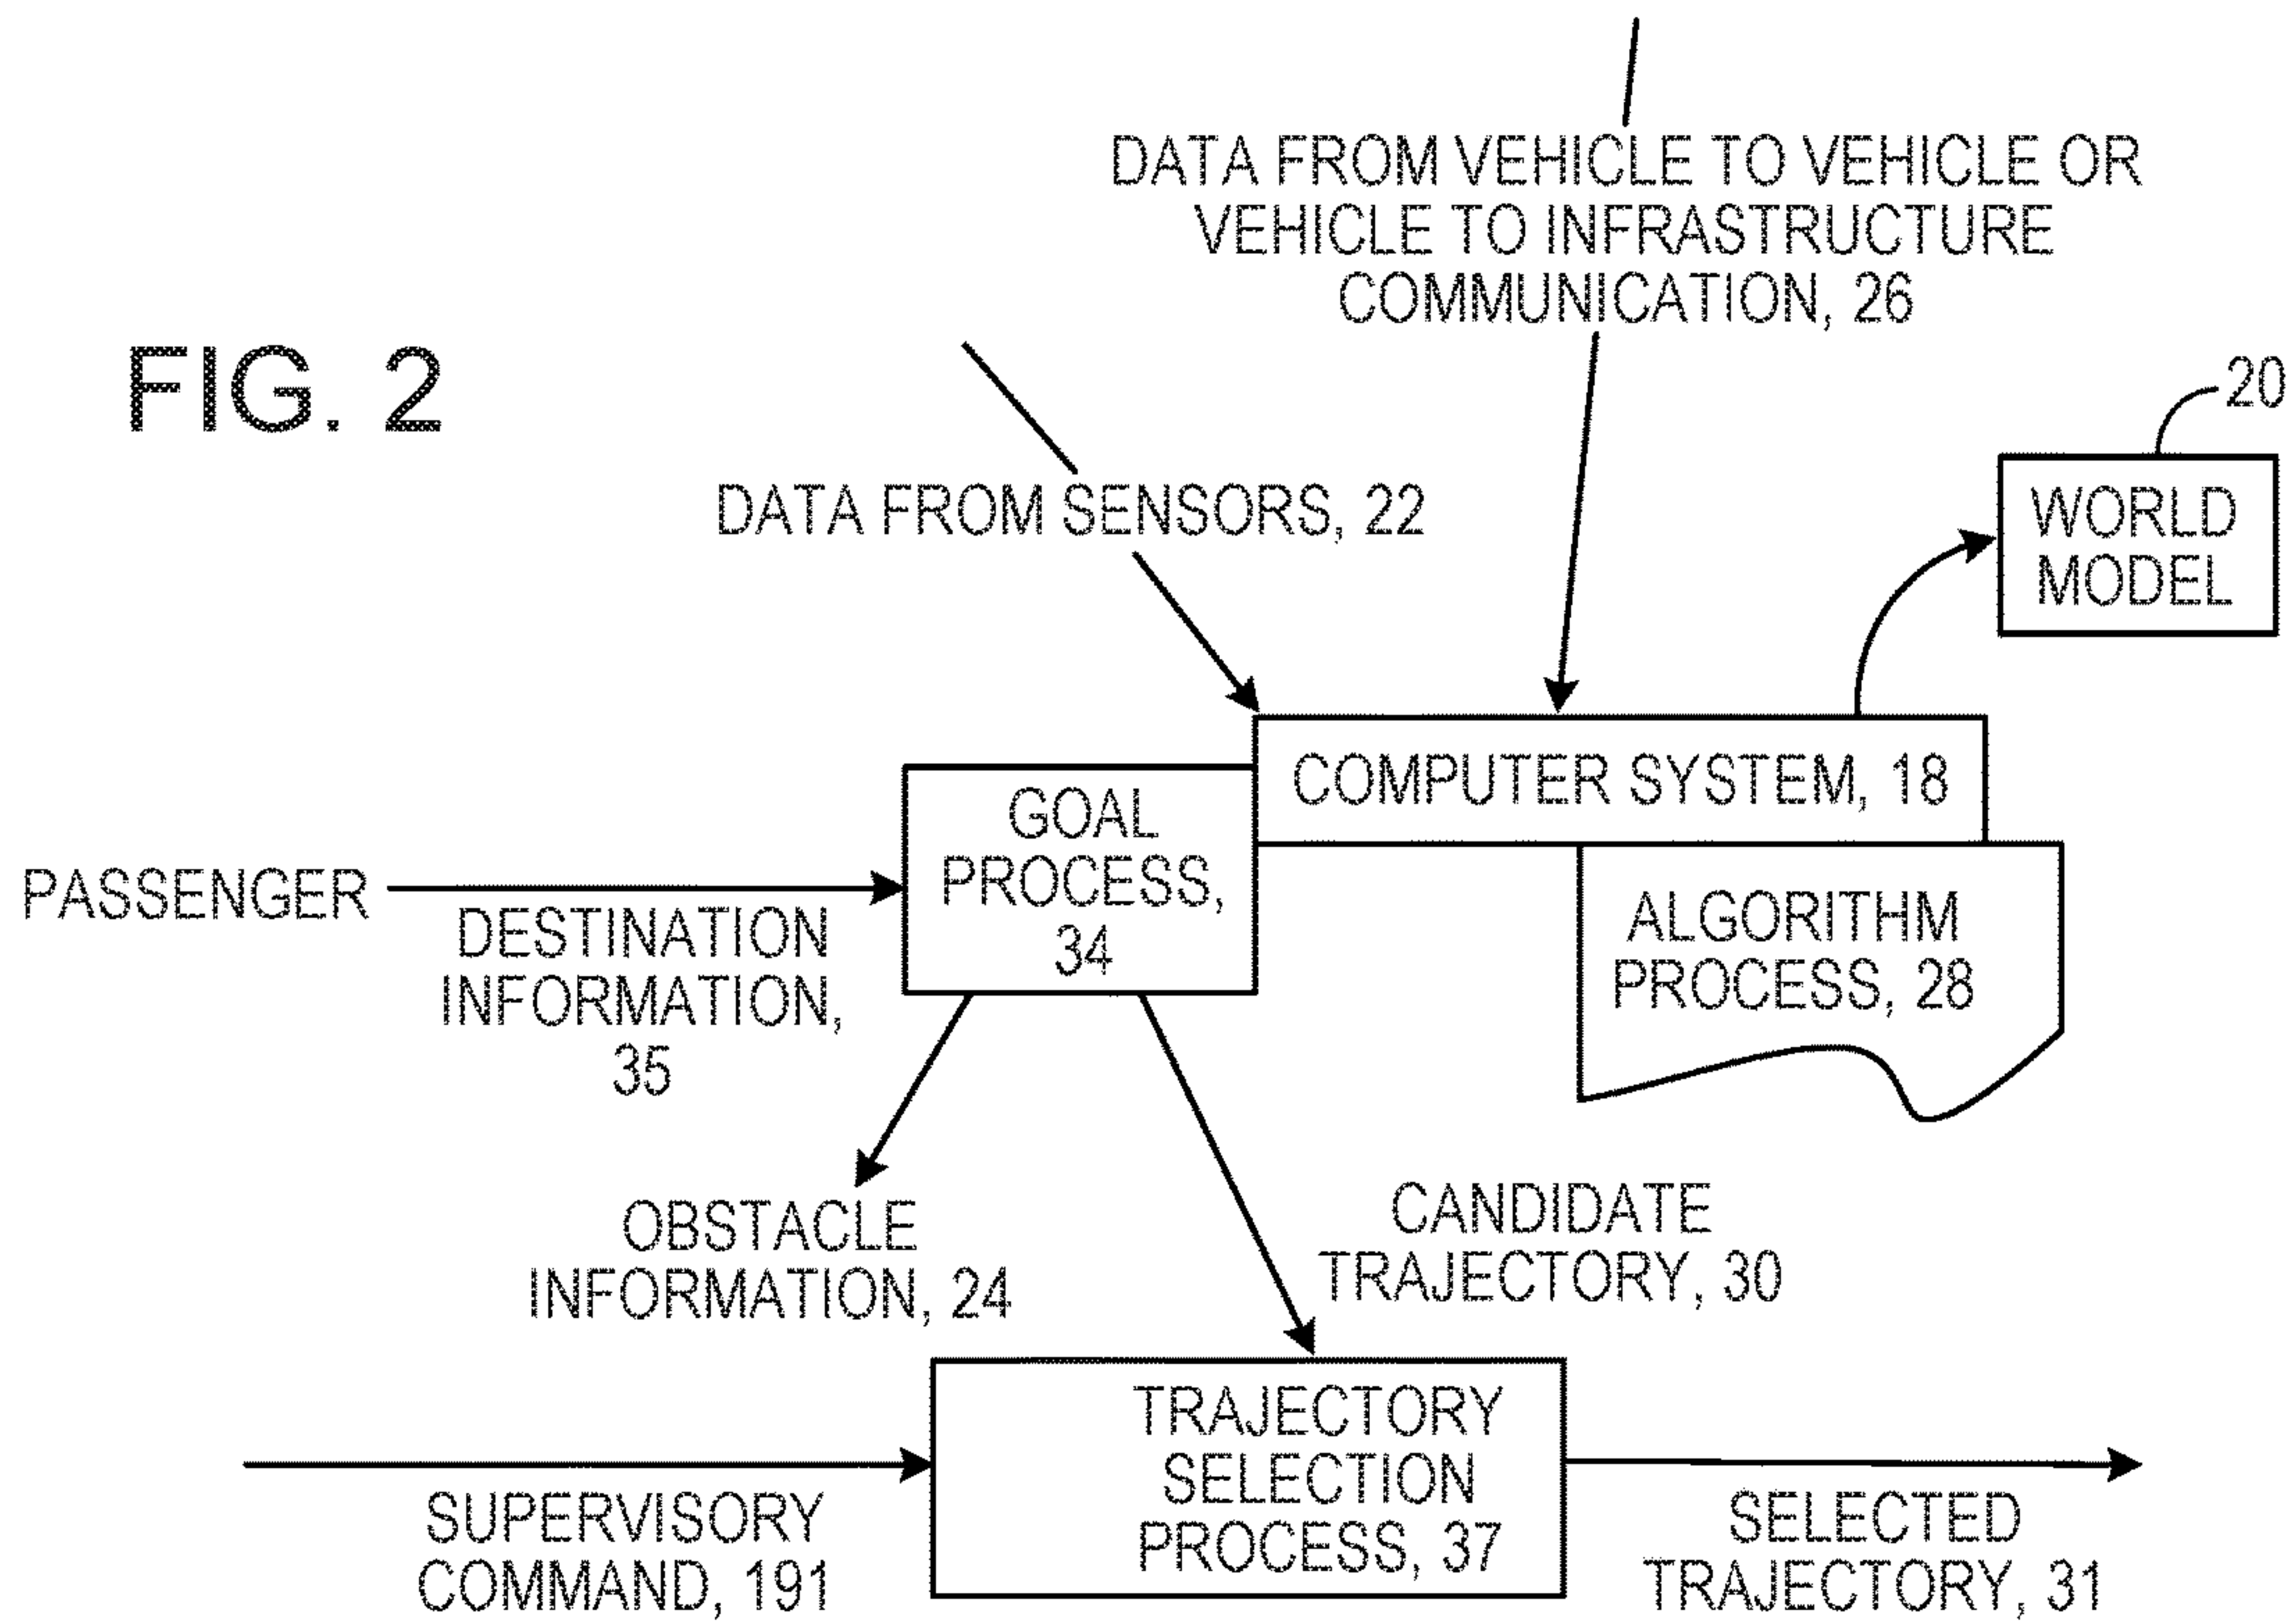 DATA FROM VEHICLE TO VEHICLE OR
VEHICLE TO INFRASTRUCTURE
COMMUNICATION, 26
FIG. 2
20
DATA FROM SENSORS, 22
WORLD
MODEL
COMPUTER SYSTEM, 18
GOAL
PROCESS,
34
PASSENGER
DESTINATION
INFORMATION,
35
ALGORITHM
PROCESS, 28
OBSTACLE
INFORMATION, 24
CANDIDATE
TRAJECTORY, 30
TRAJECTORY
SELECTION
PROCESS, 37
SUPERVISORY
COMMAND, 191
SELECTED
TRAJECTORY, 31